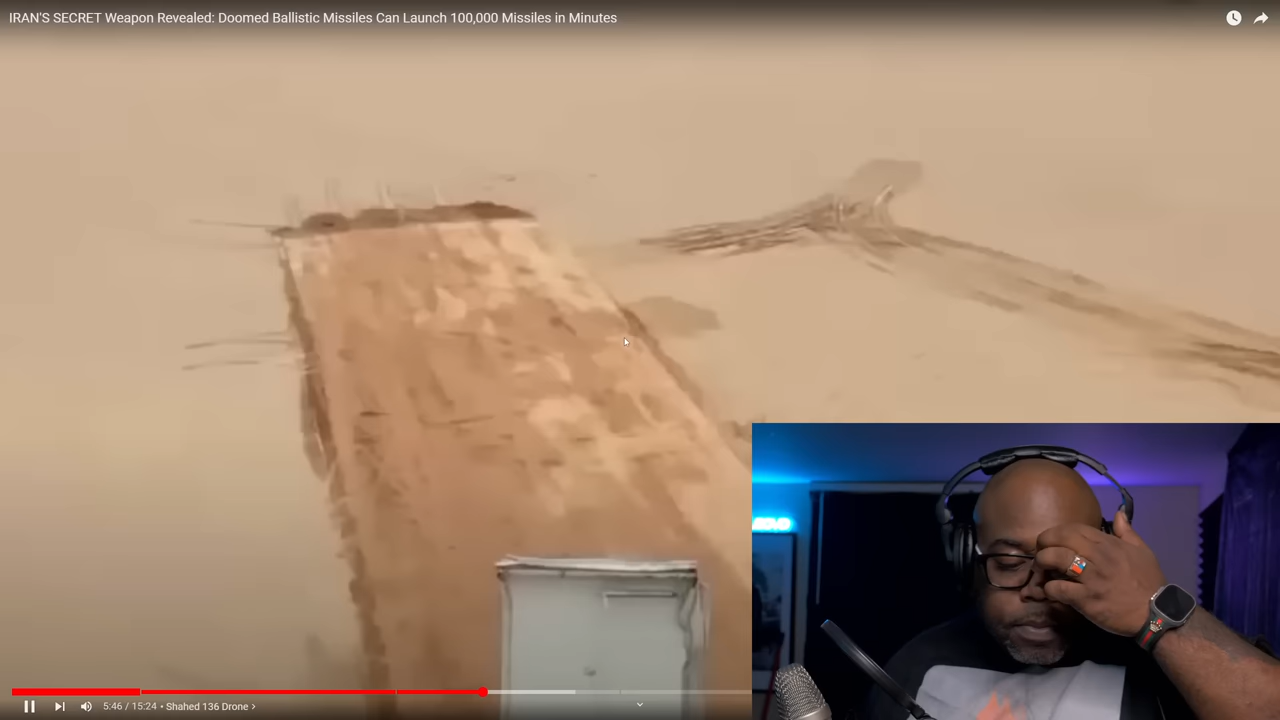 IRAN'S SECRET Weapon Revealed: Doomed Ballistic Missiles Can Launch 100,000 Missiles in Minutes
5:46 / 15:24 • Shahed 136 Drone >